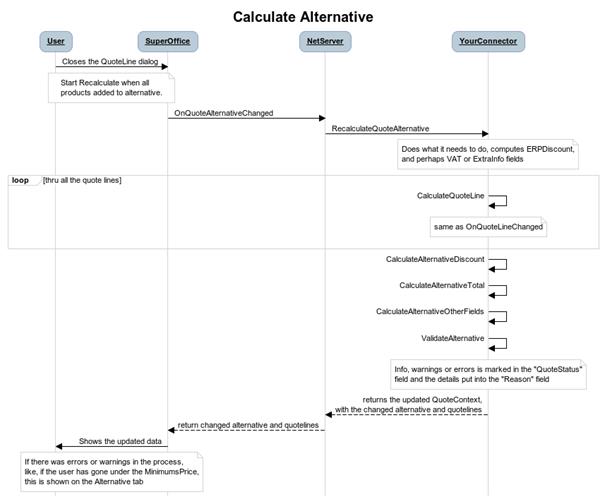 Calculate Alternative
User
SuperOffice
NetServer
YourConnector
Closes the QuoteLine dialog
Start Recalculate when all
products added to alternative.
OnQuoteAlternativeChanged
RecalculateQuoteAlternative
Does what it needs to do, computes ERPDiscount,
and perhaps VAT or ExtraInfo fields
loop [thru all the quote lines]
CalculateQuoteLine
same as OnQuoteLineChanged
CalculateAlternativeDiscount
CalculateAlternativeTotal
CalculateAlternativeOtherFields
ValidateAlternative
Info, warnings or errors is marked in the "QuoteStatus"
field and the details put into the "Reason" field
returns the updated QuoteContext,
with the changed alternative and quotelines
return changed alternative and quotelines
Shows the updated data
If there was errors or warnings in the process,
like, if the user has gone under the MinimumsPrice,
this is shown on the Alternative tab